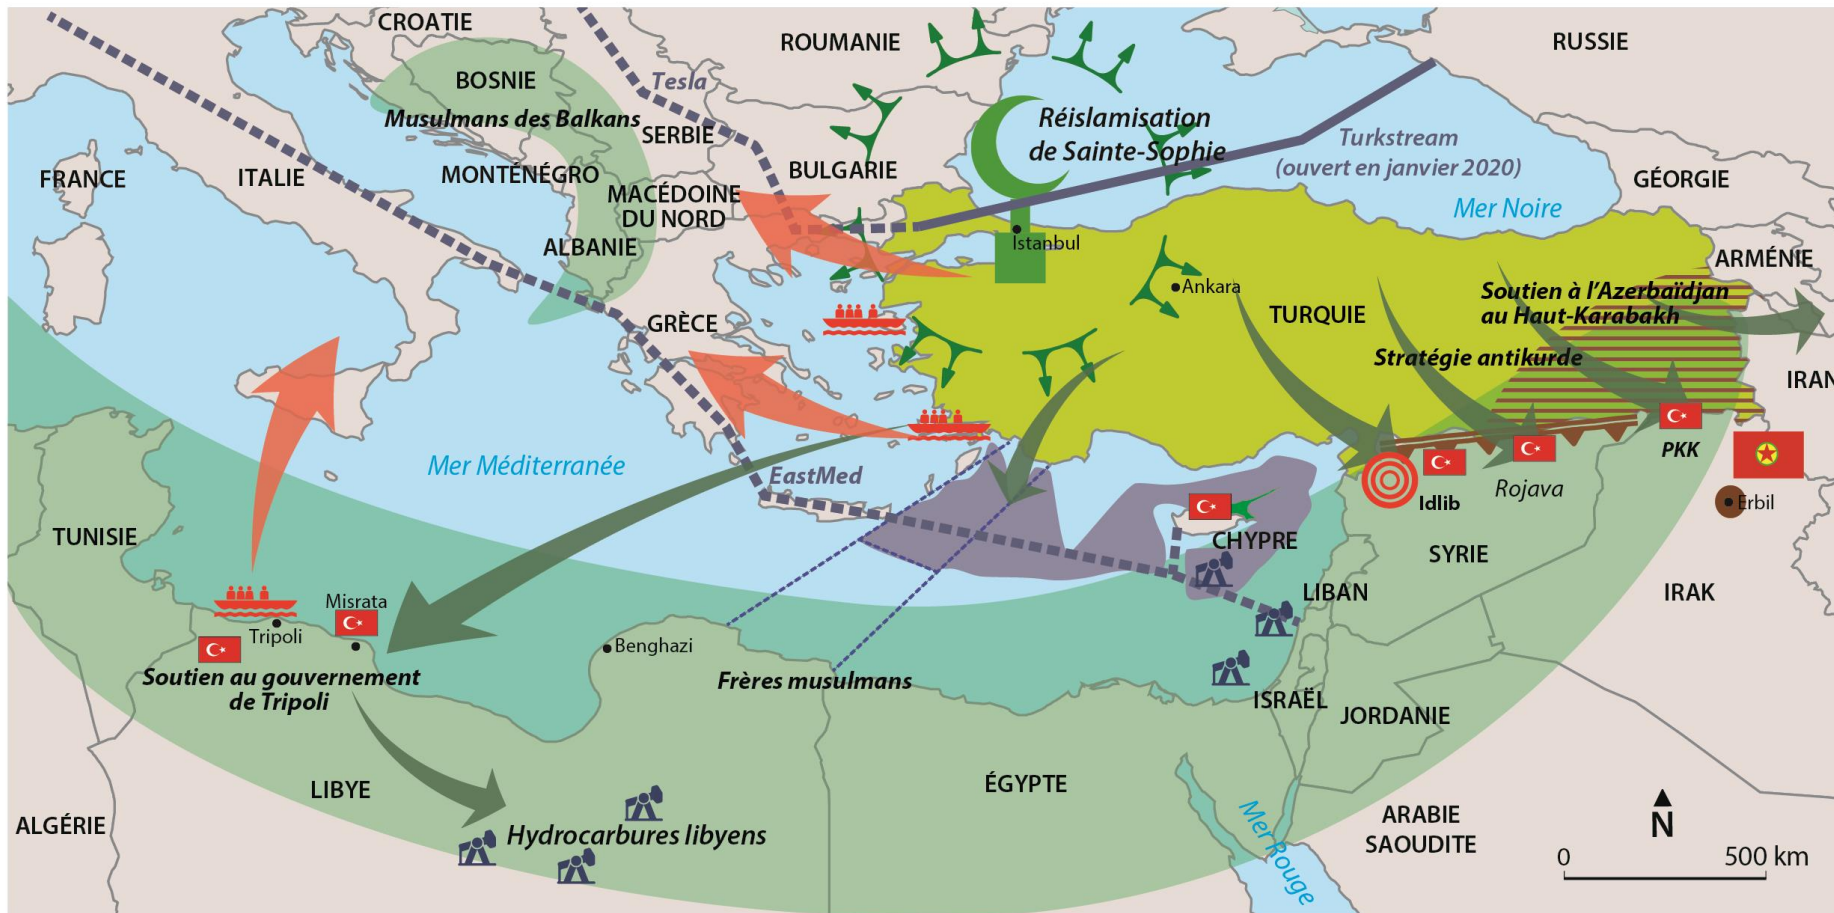 CROATIE
ROUMANIE
RUSSIE
BOSNIE
Tesla
Musulmans des Balkans
SERBIE
Réislamisation
de Sainte-Sophie
Turkstream
(ouvert en janvier 2020)
FRANCE
ITALIE
MONTÉNÉGRO
BULGARIE
GÉORGIE
MACÉDOINE
DU NORD
Mer Noire
ALBANIE
Istanbul
ARMÉNIE
Ankara
Soutien à l'Azerbaïdjan
au Haut-Karabakh
GRÈCE
TURQUIE
Stratégie antikurde
IRAN
Mer Méditerranée
EastMed
PKK
Idlib
Rojava
Erbil
TUNISIE
CHYPRE
SYRIE
LIBAN
IRAK
Misrata
Tripoli
Benghazi
Soutien au gouvernement
de Tripoli
Frères musulmans
ISRAËL
JORDANIE
LIBYE
ÉGYPTE
ALGÉRIE
Hydrocarbures libyens
Mer Rouge
ARABIE
SAOUDITE
N
0
500 km